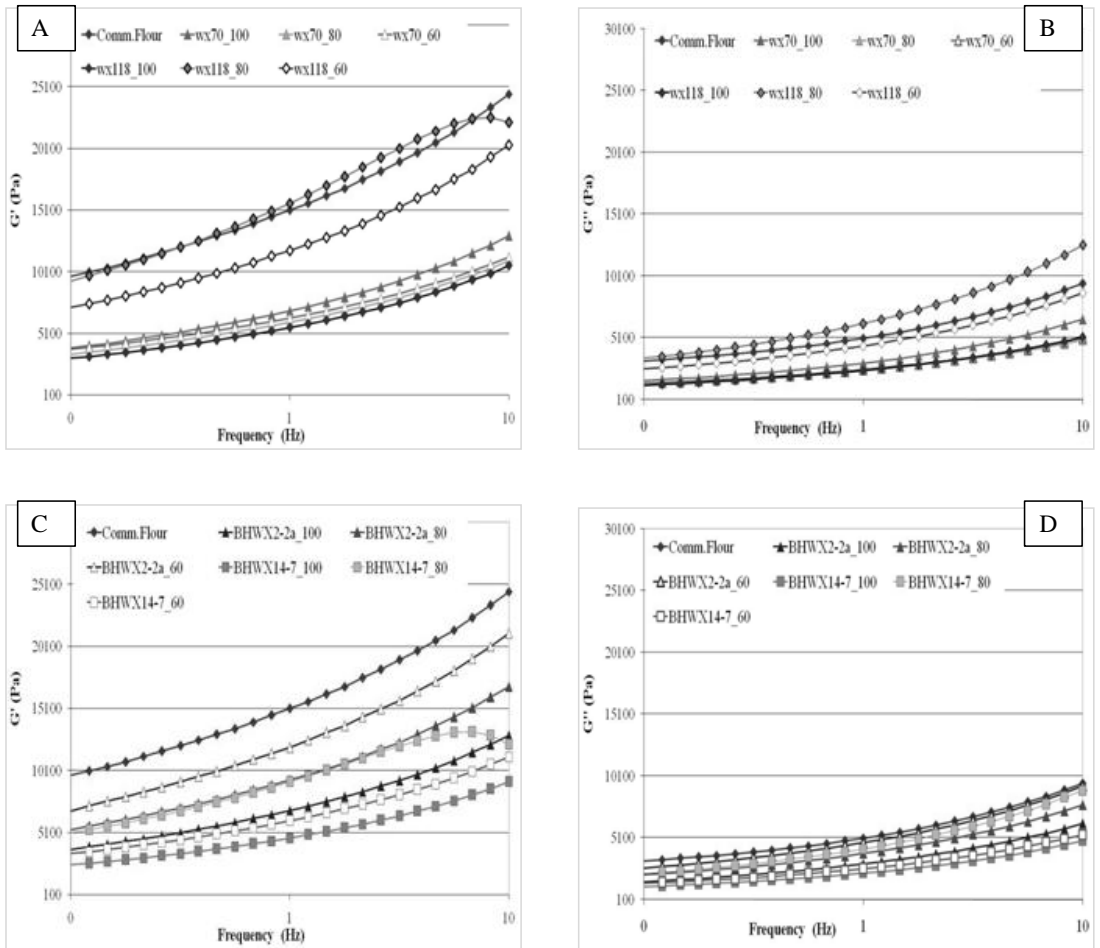 A
Comm.Flour wx70_100 wx70_80 wx70_60
wx118_100 wx118_80 wx118_60
25100
20100
15100
10100
5100
100
G' (Pa)
0 1 10
Frequency (Hz)
B
30100
Comm.Flour wx70_100 wx70_80 wx70_60
wx118_100 wx118_80 wx118_60
25100
20100
15100
10100
5100
100
G'' (Pa)
0 1 10
Frequency (Hz)
C
Comm.Flour BHWX2-2a_100 BHWX2-2a_80
BHWX2-2a_60 BHWX14-7_100 BHWX14-7_80
BHWX14-7_60
25100
20100
15100
10100
5100
100
G' (Pa)
0 1 10
Frequency (Hz)
D
30100
Comm.Flour BHWX2-2a_100 BHWX2-2a_80
BHWX2-2a_60 BHWX14-7_100 BHWX14-7_80
BHWX14-7_60
25100
20100
15100
10100
5100
100
G'' (Pa)
0 1 10
Frequency (Hz)